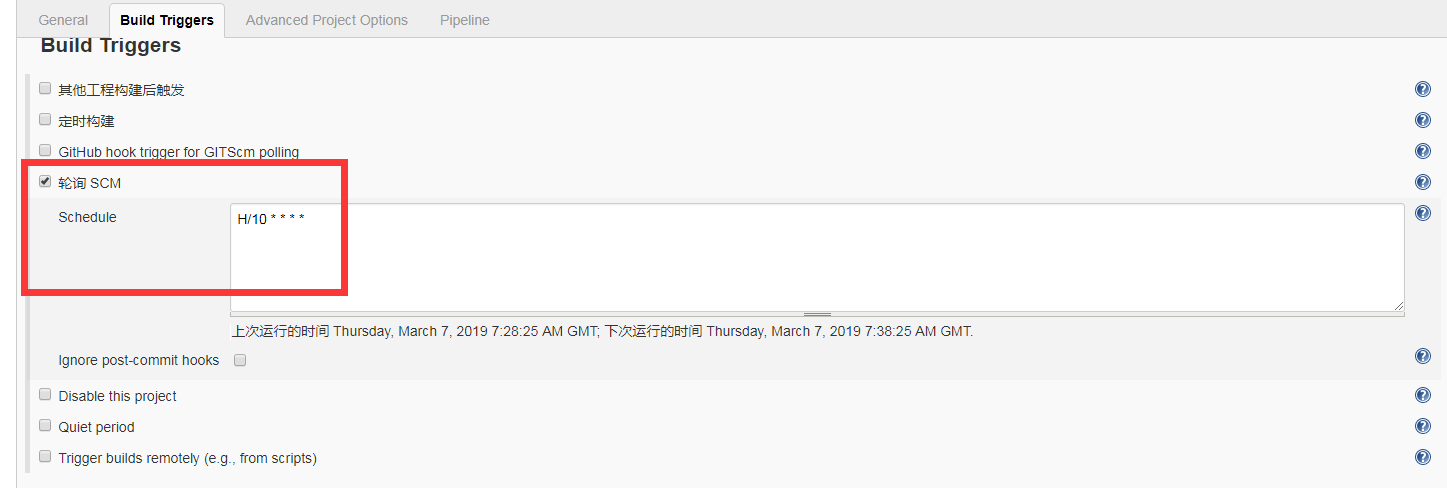 General Build Triggers Advanced Project Options Pipeline
Build Triggers
其他工程构建后触发
定时构建
GitHub hook trigger for GITScm polling
轮询 SCM
Schedule H/10 * * * *
上次运行的时间 Thursday, March 7, 2019 7:28:25 AM GMT; 下次运行的时间 Thursday, March 7, 2019 7:38:25 AM GMT.
Ignore post-commit hooks
Disable this project
Quiet period
Trigger builds remotely (e.g., from scripts)